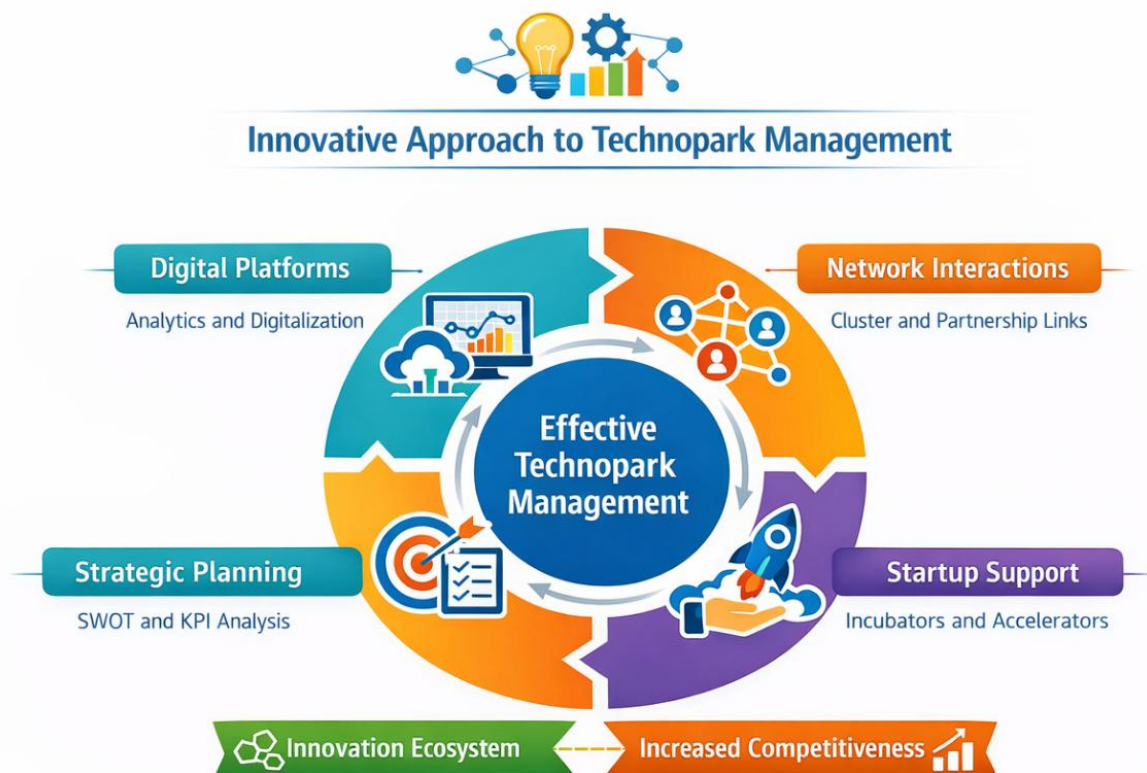 Innovative Approach to Technopark Management
Digital Platforms
Analytics and Digitalization
Network Interactions
Cluster and Partnership Links
Effective
Technopark
Management
Strategic Planning
SWOT and KPI Analysis
Startup Support
Incubators and Accelerators
Innovation Ecosystem
Increased Competitiveness